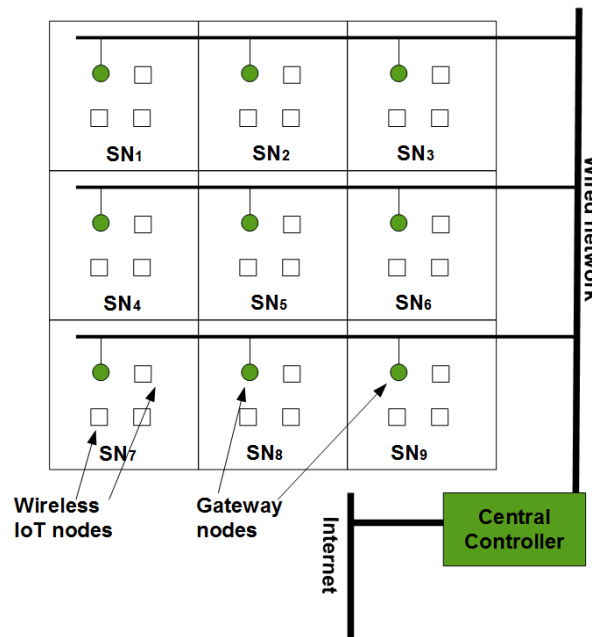 SN1
SN2
SN3
Wired network
SN4
SN5
SN6
SN7
SN8
SN9
Wireless
IoT nodes
Gateway
nodes
Internet
Central
Controller